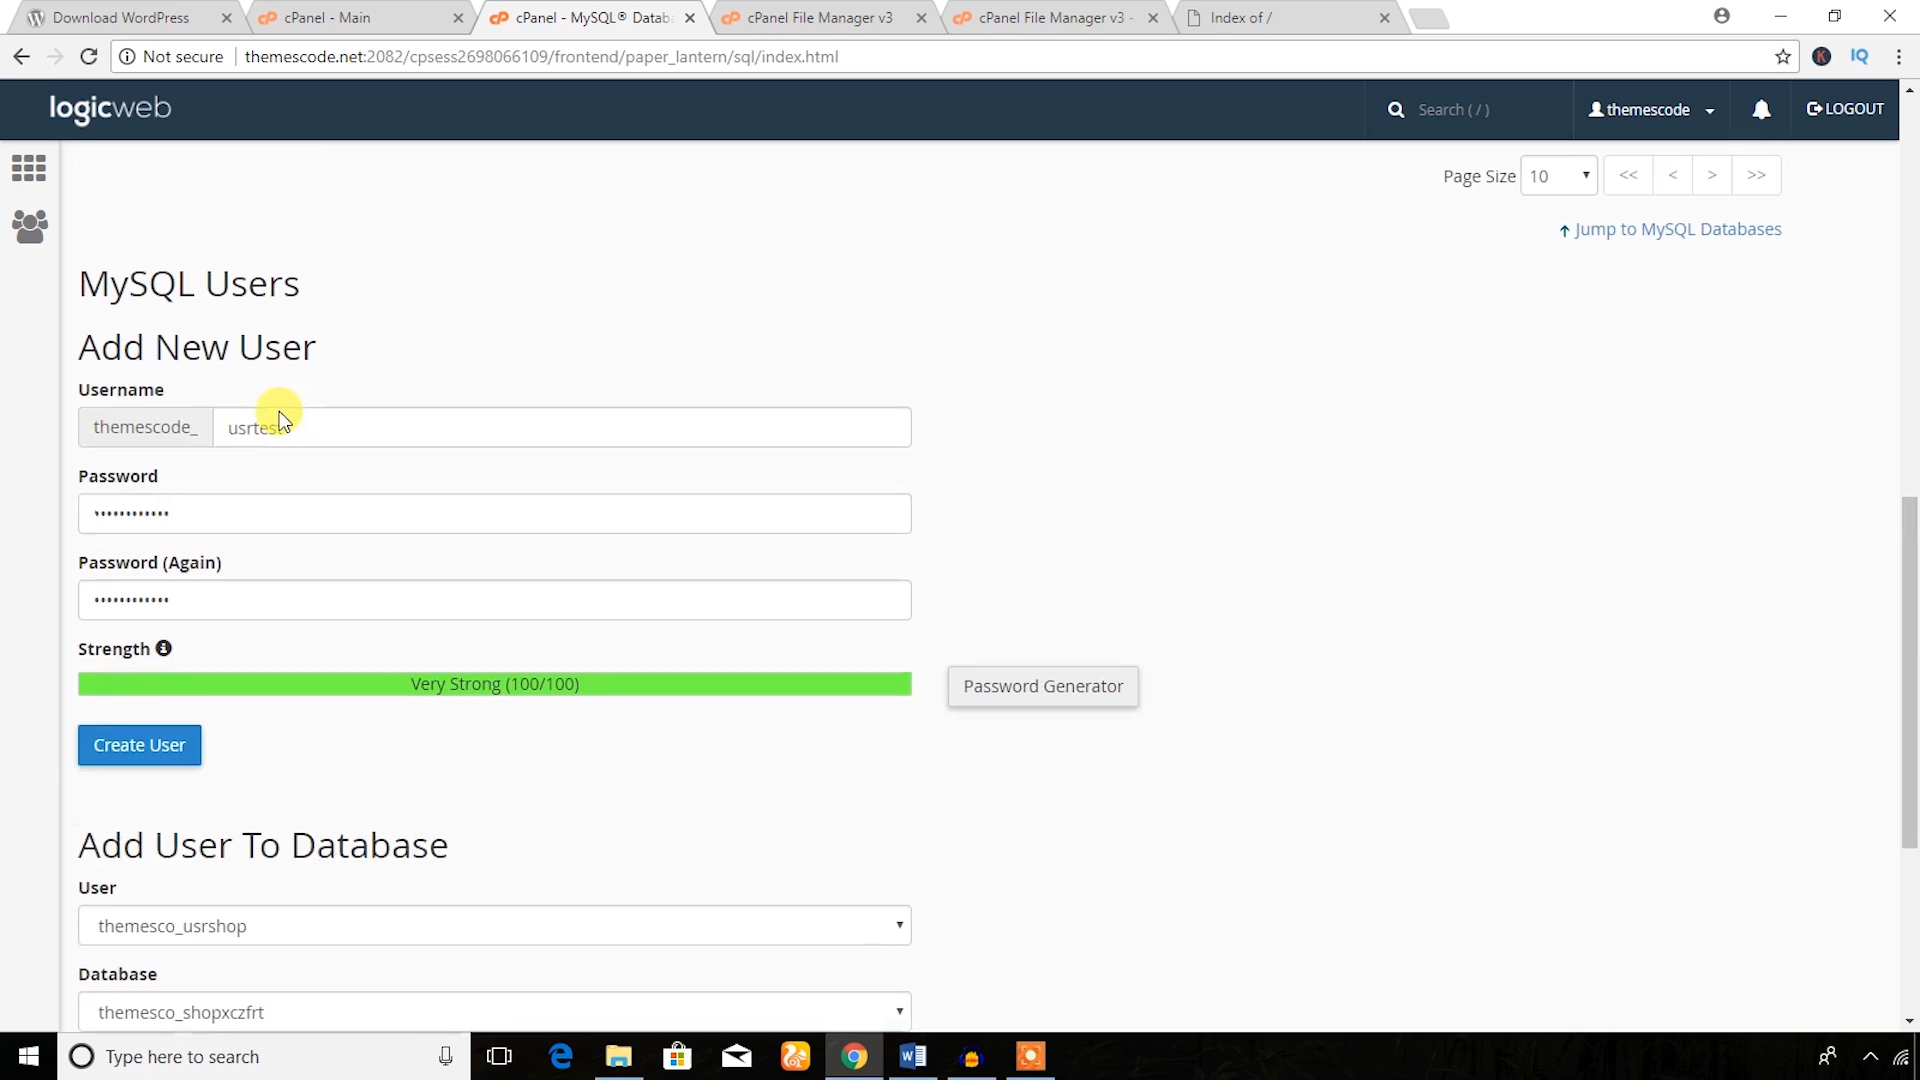 Download WordPress
cPanel - Main
cPanel - MySQL® Datab
cPanel File Manager v3
cPanel File Manager v3 -
Index of /
Not secure
themescode.net:2082/cpsess2698066109/frontend/paper_lantern/sql/index.html
K
IQ
logicweb
Search ( / )
themescode
LOGOUT
Page Size 10
<< < > >>
Jump to MySQL Databases
MySQL Users
Add New User
Username
themescode_
Password
Password (Again)
Strength
Very Strong (100/100)
Password Generator
Create User
Add User To Database
User
themesco_usrshop
Database
themesco_shopxczfrt
Type here to search